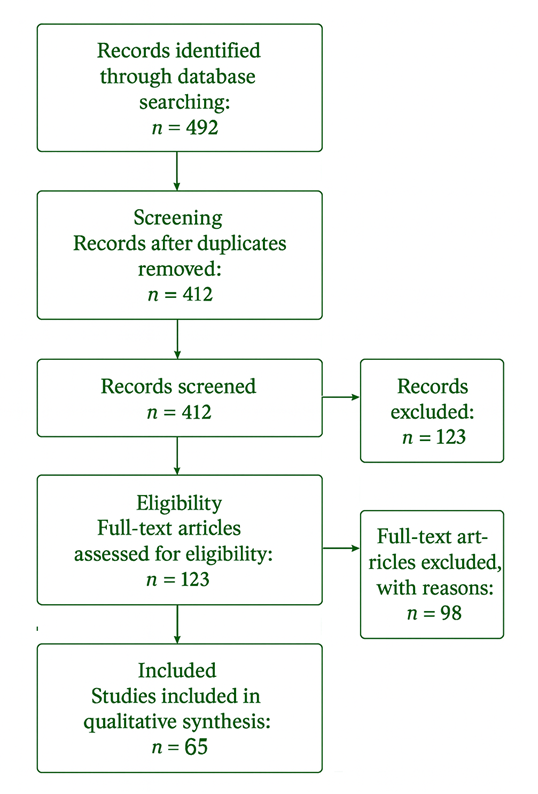 Records identified
through database
searching:
n = 492
Screening
Records after duplicates
removed:
n = 412
Records screened
n = 412
Records
excluded:
n = 123
Eligibility
Full-text articles
assessed for eligibility:
n = 123
Full-text art-
ricles excluded,
with reasons:
n = 98
Included
Studies included in
qualitative synthesis:
n = 65